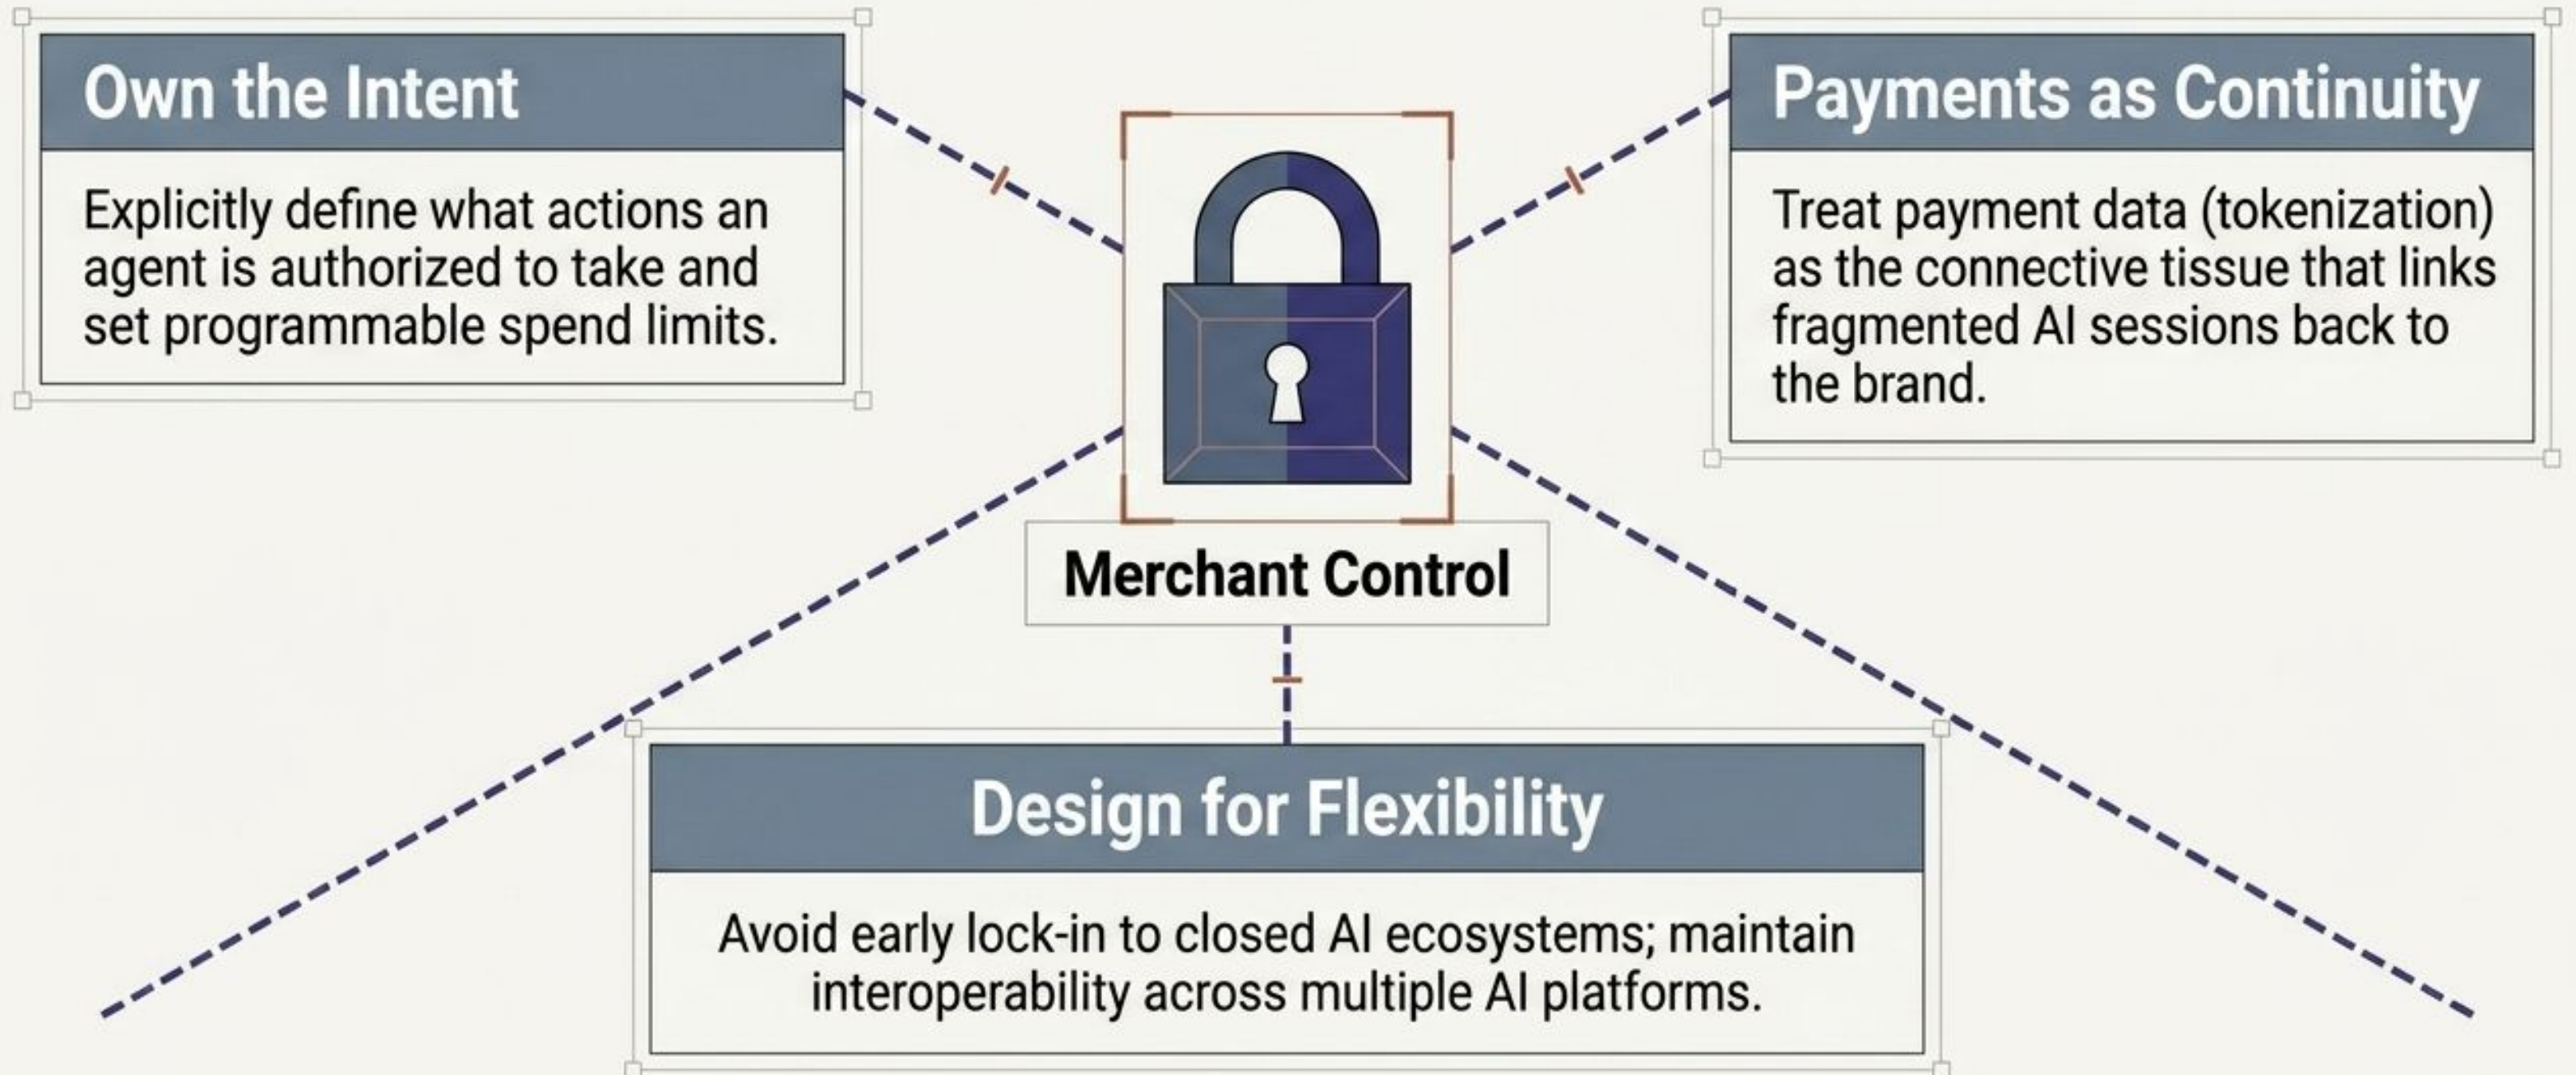 Own the Intent
Explicitly define what actions an
agent is authorized to take and
set programmable spend limits.
Payments as Continuity
Treat payment data (tokenization)
as the connective tissue that links
fragmented AI sessions back to
the brand.
Merchant Control
Design for Flexibility
Avoid early lock-in to closed AI ecosystems; maintain
interoperability across multiple AI platforms.